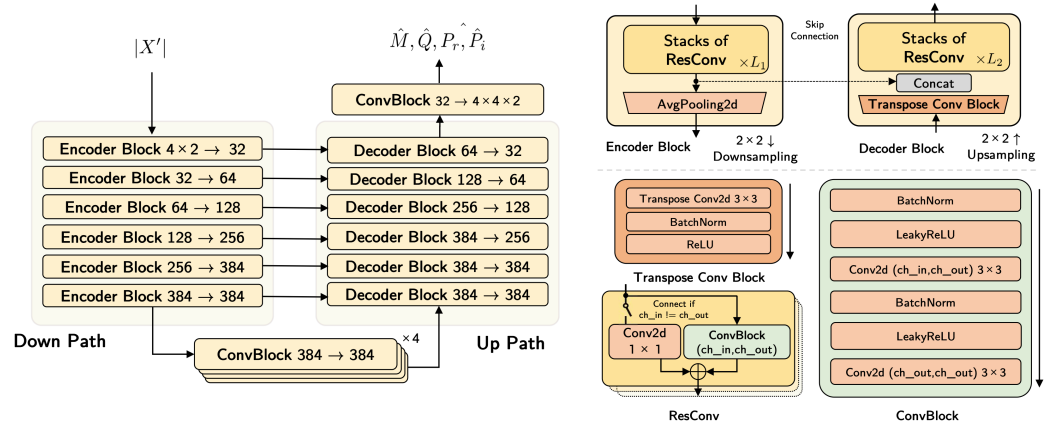 |X′|
M̂, Q̂, P̂_r, P̂_i
ConvBlock 32 → 4×4×2
Encoder Block 4×2 → 32
Encoder Block 32 → 64
Encoder Block 64 → 128
Encoder Block 128 → 256
Encoder Block 256 → 384
Encoder Block 384 → 384
Down Path
Decoder Block 64 → 32
Decoder Block 128 → 64
Decoder Block 256 → 128
Decoder Block 384 → 256
Decoder Block 384 → 384
Decoder Block 384 → 384
Up Path
ConvBlock 384 → 384
×4
Stacks of
ResConv ×L₁
AvgPooling2d
Encoder Block
2×2 ↓
Downsampling
Skip
Connection
Stacks of
ResConv ×L₂
Concat
Transpose Conv Block
Decoder Block
2×2 ↑
Upsampling
Transpose Conv2d 3×3
BatchNorm
ReLU
Transpose Conv Block
Connect if
ch_in != ch_out
Conv2d
1 × 1
ConvBlock
(ch_in,ch_out)
ResConv
BatchNorm
LeakyReLU
Conv2d (ch_in,ch_out) 3×3
BatchNorm
LeakyReLU
Conv2d (ch_out,ch_out) 3×3
ConvBlock